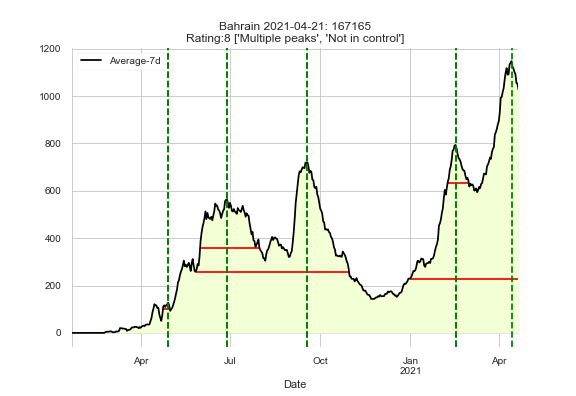 Bahrain 2021-04-21: 167165
Rating:8 ['Multiple peaks', 'Not in control']
1200
Average-7d
1000
800
600
400
200
0
Apr Jul Oct Jan Apr
2021
Date